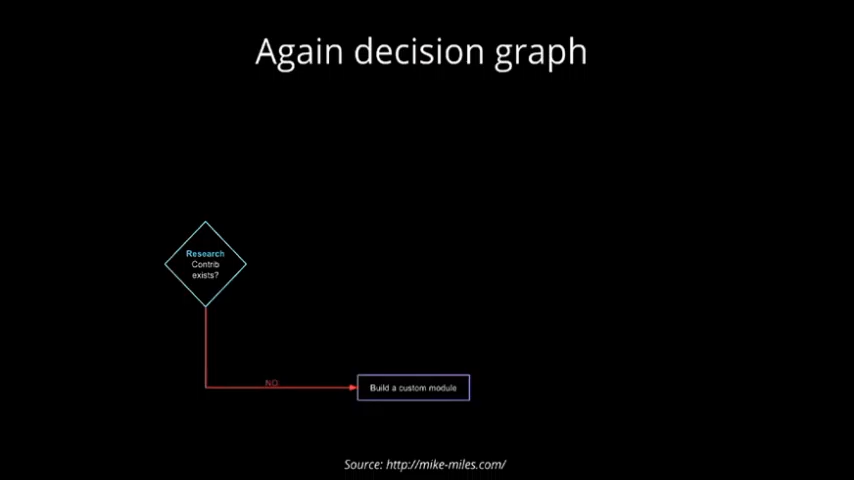 Again decision graph
Research
Contrib
exists?
NO
Build a custom module
Source: http://mike-miles.com/